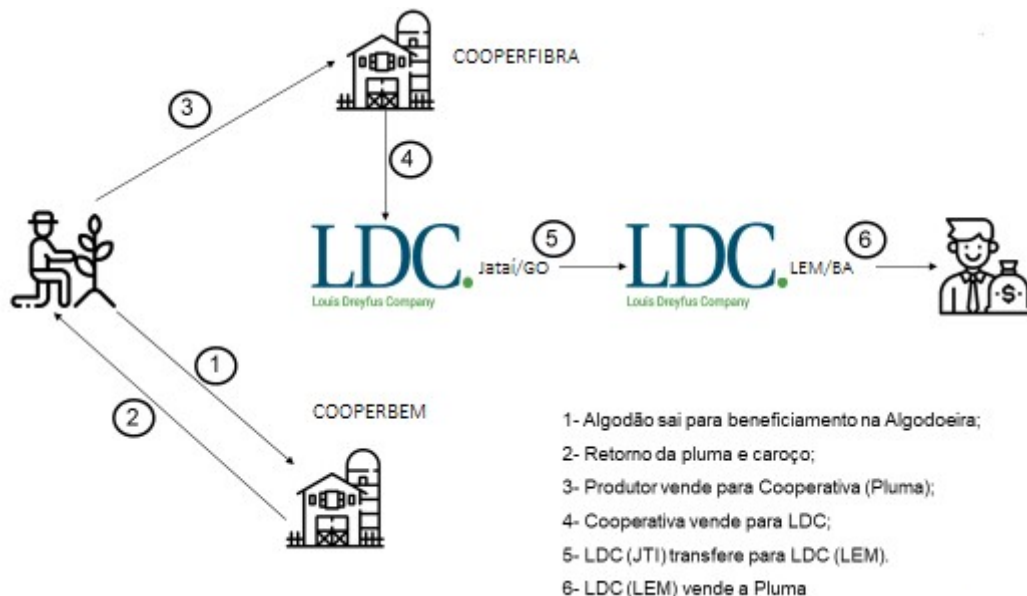 COOPERFIBRA
3
4
LDC.
Louis Dreyfus Company
Jataí/GO
5
LDC.
Louis Dreyfus Company
LEM/BA
6
$
1
2
COOPERBEM
1- Algodão sai para beneficiamento na Algodoeira;
2- Retorno da pluma e caroço;
3- Produtor vende para Cooperativa (Pluma);
4- Cooperativa vende para LDC;
5- LDC (JTI) transfere para LDC (LEM).
6- LDC (LEM) vende a Pluma